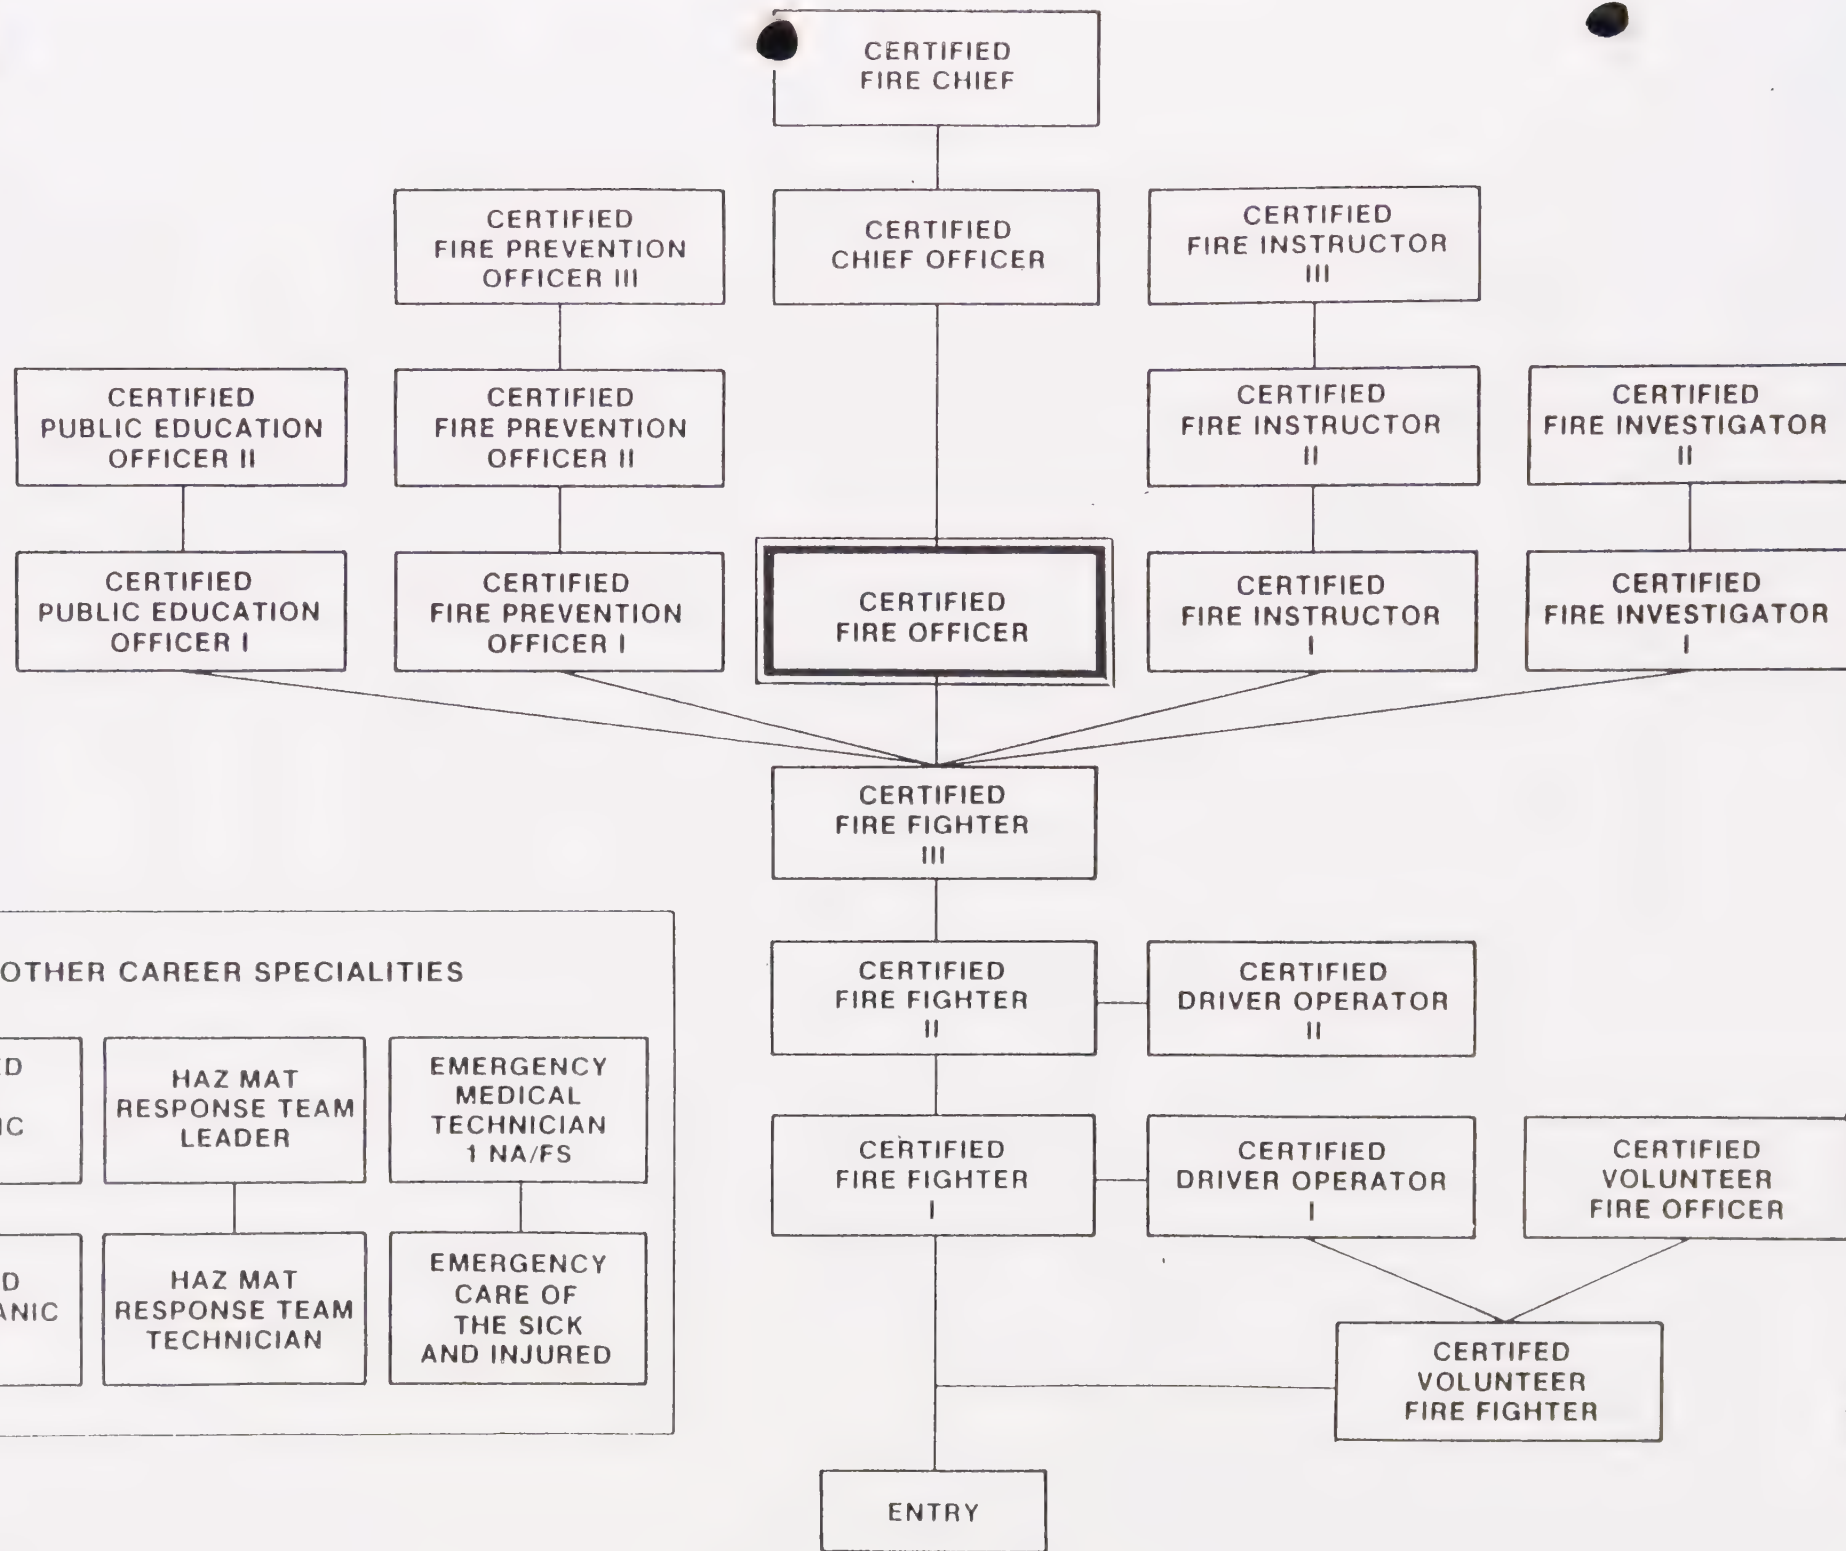 CERTIFIED
FIRE CHIEF
CERTIFIED
FIRE PREVENTION
OFFICER III
CERTIFIED
CHIEF OFFICER
CERTIFIED
FIRE INSTRUCTOR
III
CERTIFIED
PUBLIC EDUCATION
OFFICER II
CERTIFIED
FIRE PREVENTION
OFFICER II
CERTIFIED
FIRE INSTRUCTOR
II
CERTIFIED
FIRE INVESTIGATOR
II
CERTIFIED
PUBLIC EDUCATION
OFFICER I
CERTIFIED
FIRE PREVENTION
OFFICER I
CERTIFIED
FIRE OFFICER
CERTIFIED
FIRE INSTRUCTOR
I
CERTIFIED
FIRE INVESTIGATOR
I
CERTIFIED
FIRE FIGHTER
III
OTHER CAREER SPECIALITIES
CERTIFIED
FIRE FIGHTER
II
CERTIFIED
DRIVER OPERATOR
II
ED
IC
HAZ MAT
RESPONSE TEAM
LEADER
EMERGENCY
MEDICAL
TECHNICIAN
1 NA/FS
CERTIFIED
FIRE FIGHTER
I
CERTIFIED
DRIVER OPERATOR
I
CERTIFIED
VOLUNTEER
FIRE OFFICER
D
ANIC
HAZ MAT
RESPONSE TEAM
TECHNICIAN
EMERGENCY
CARE OF
THE SICK
AND INJURED
CERTIFED
VOLUNTEER
FIRE FIGHTER
ENTRY